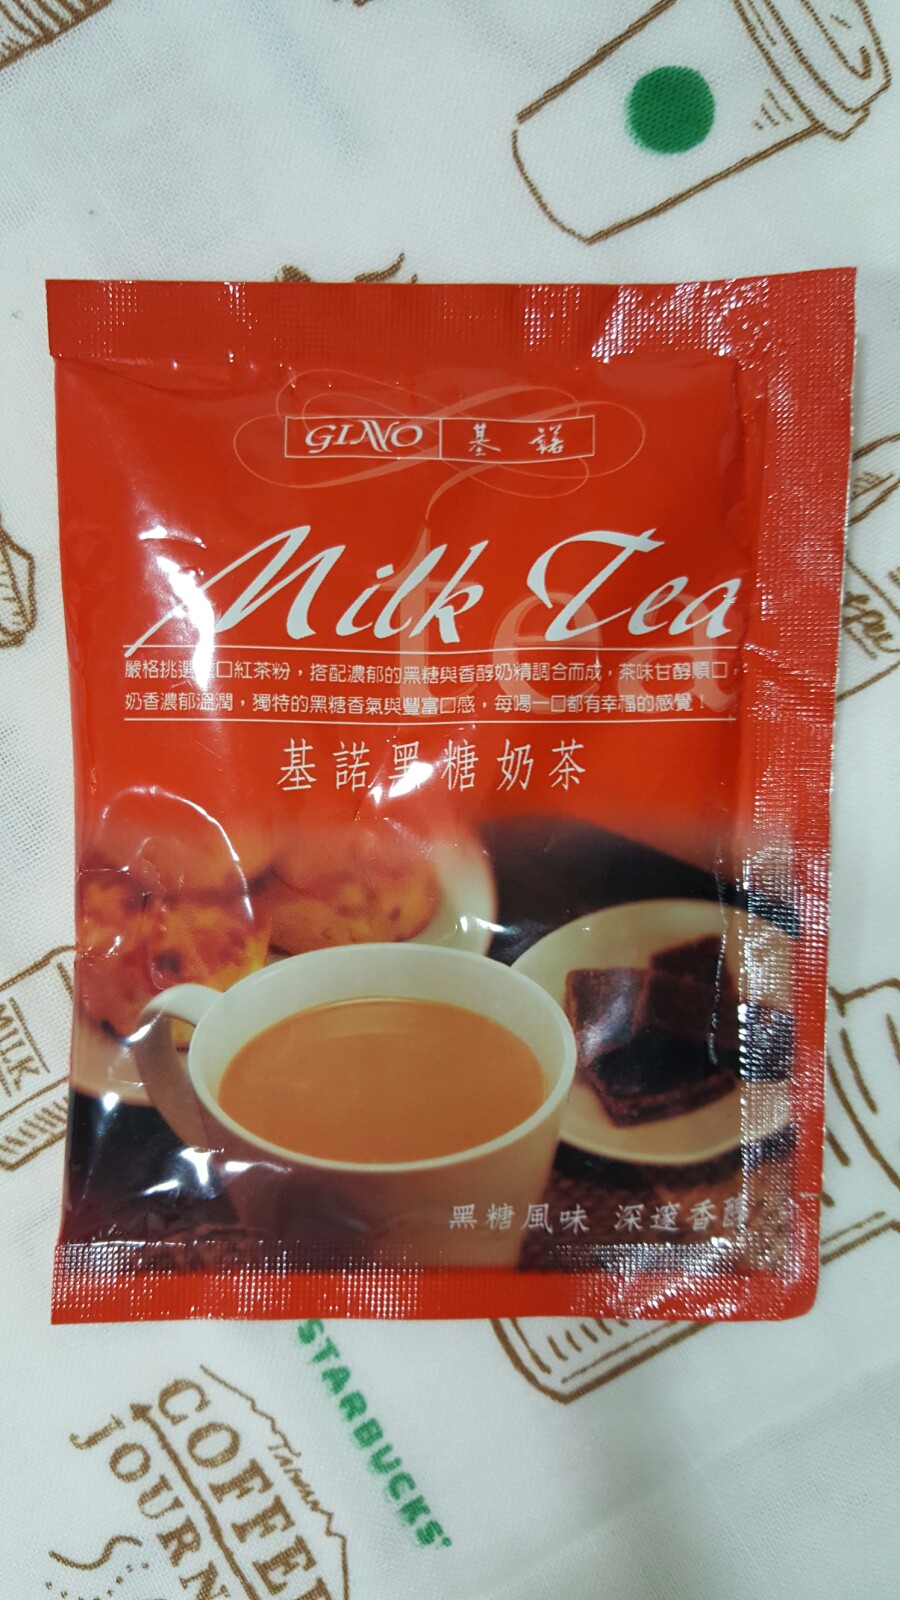 GINO 基諾
Milk Tea
tea
嚴格挑選 口紅茶粉，搭配濃郁的黑糖與香醇奶精調合而成，茶味甘醇順口，
奶香濃郁溫潤，獨特的黑糖香氣與豐富口感，每喝一口都有幸福的感覺！
基諾黑糖奶茶
MILK
黑糖風味 深邃香醇
STARBUCKS
TAIWAN
COFFEE
JOURN